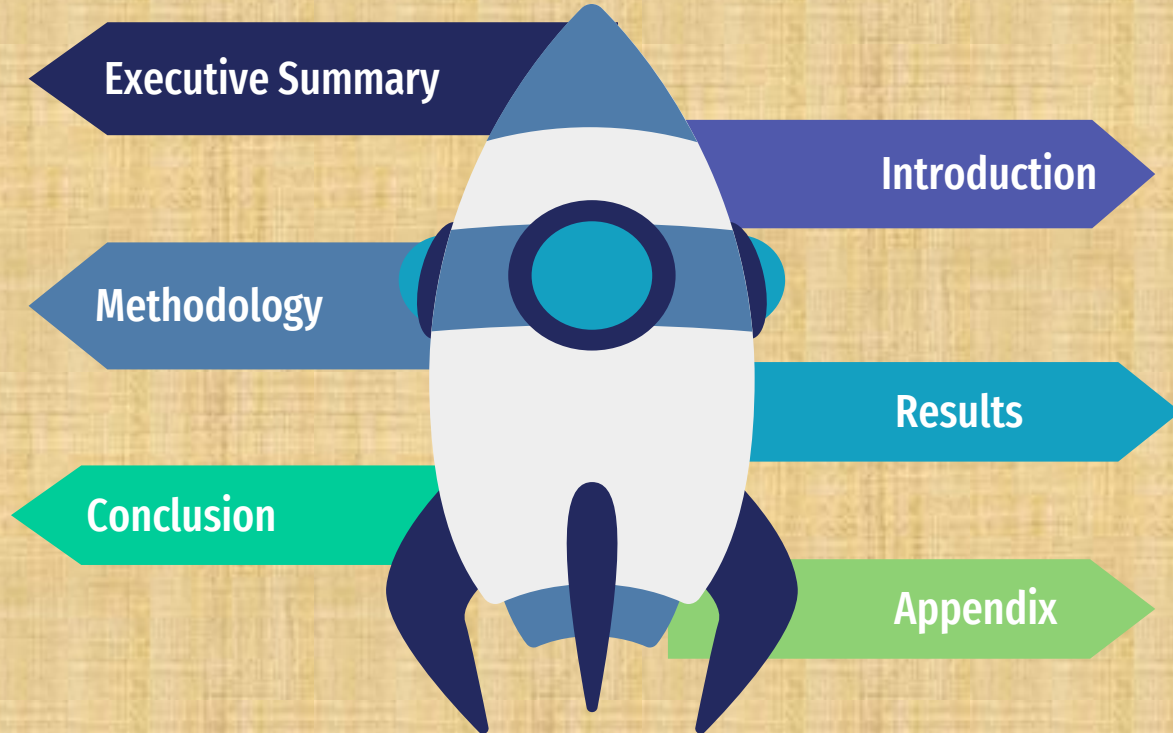 Executive Summary
Introduction
Methodology
Results
Conclusion
Appendix